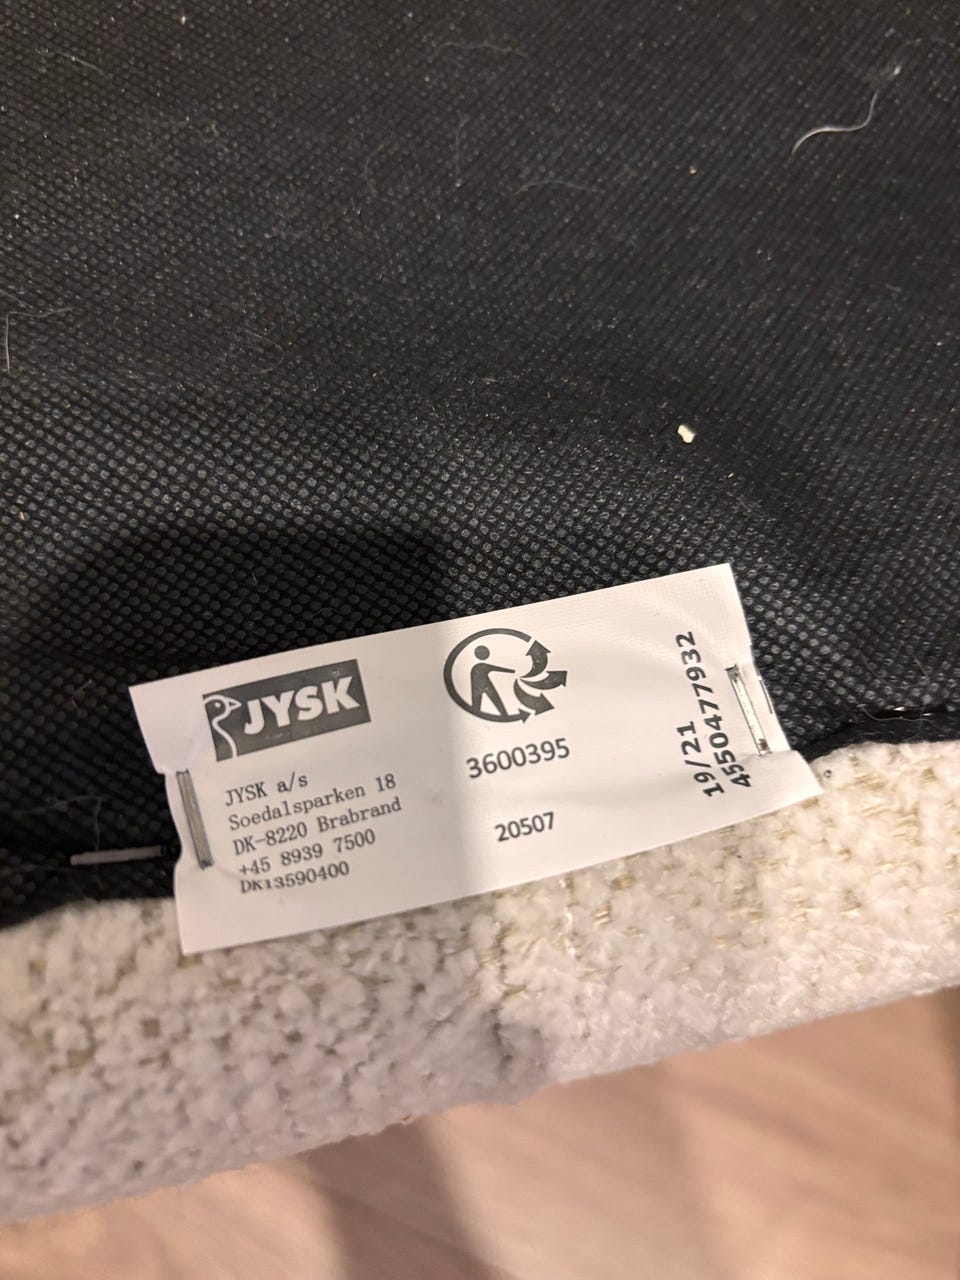 JYSK
JYSK a/s
Soedalsparken 18
DK-8220 Brabrand
+45 8939 7500
DK13590400
3600395
20507
19/21
4550477932